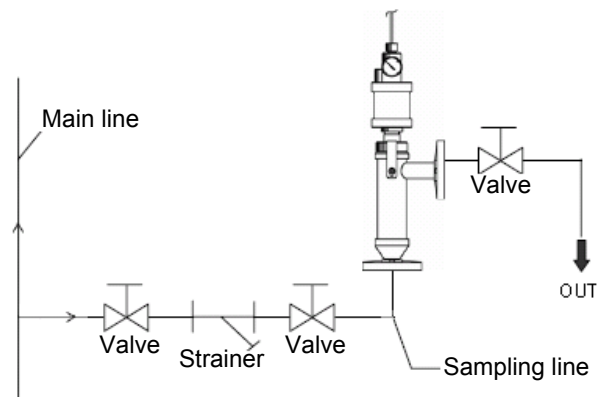 Main line
Valve
OUT
Valve
Strainer
Valve
Sampling line